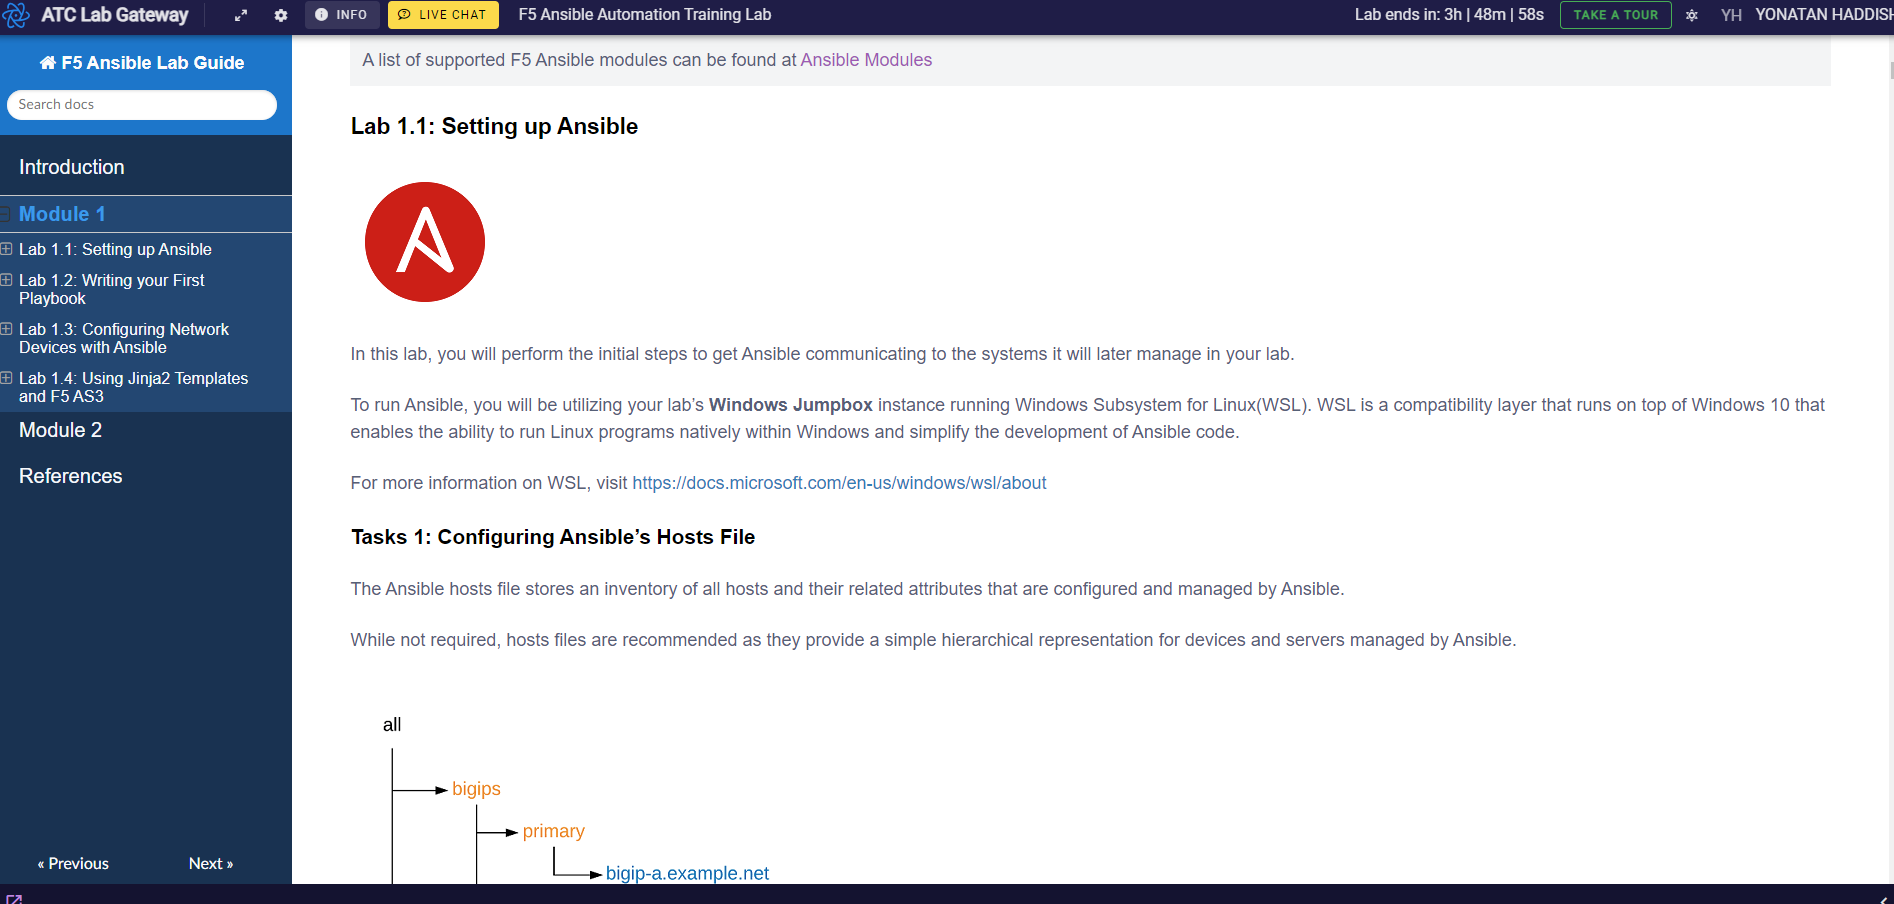 ATC Lab Gateway
INFO
LIVE CHAT
F5 Ansible Automation Training Lab
Lab ends in: 3h | 48m | 58s
TAKE A TOUR
YH
YONATAN HADDISH
F5 Ansible Lab Guide
Search docs
Introduction
Module 1
Lab 1.1: Setting up Ansible
Lab 1.2: Writing your First
Playbook
Lab 1.3: Configuring Network
Devices with Ansible
Lab 1.4: Using Jinja2 Templates
and F5 AS3
Module 2
References
« Previous
Next »
A list of supported F5 Ansible modules can be found at Ansible Modules
Lab 1.1: Setting up Ansible
In this lab, you will perform the initial steps to get Ansible communicating to the systems it will later manage in your lab.
To run Ansible, you will be utilizing your lab’s Windows Jumpbox instance running Windows Subsystem for Linux(WSL). WSL is a compatibility layer that runs on top of Windows 10 that
enables the ability to run Linux programs natively within Windows and simplify the development of Ansible code.
For more information on WSL, visit https://docs.microsoft.com/en-us/windows/wsl/about
Tasks 1: Configuring Ansible’s Hosts File
The Ansible hosts file stores an inventory of all hosts and their related attributes that are configured and managed by Ansible.
While not required, hosts files are recommended as they provide a simple hierarchical representation for devices and servers managed by Ansible.
all
bigips
primary
bigip-a.example.net